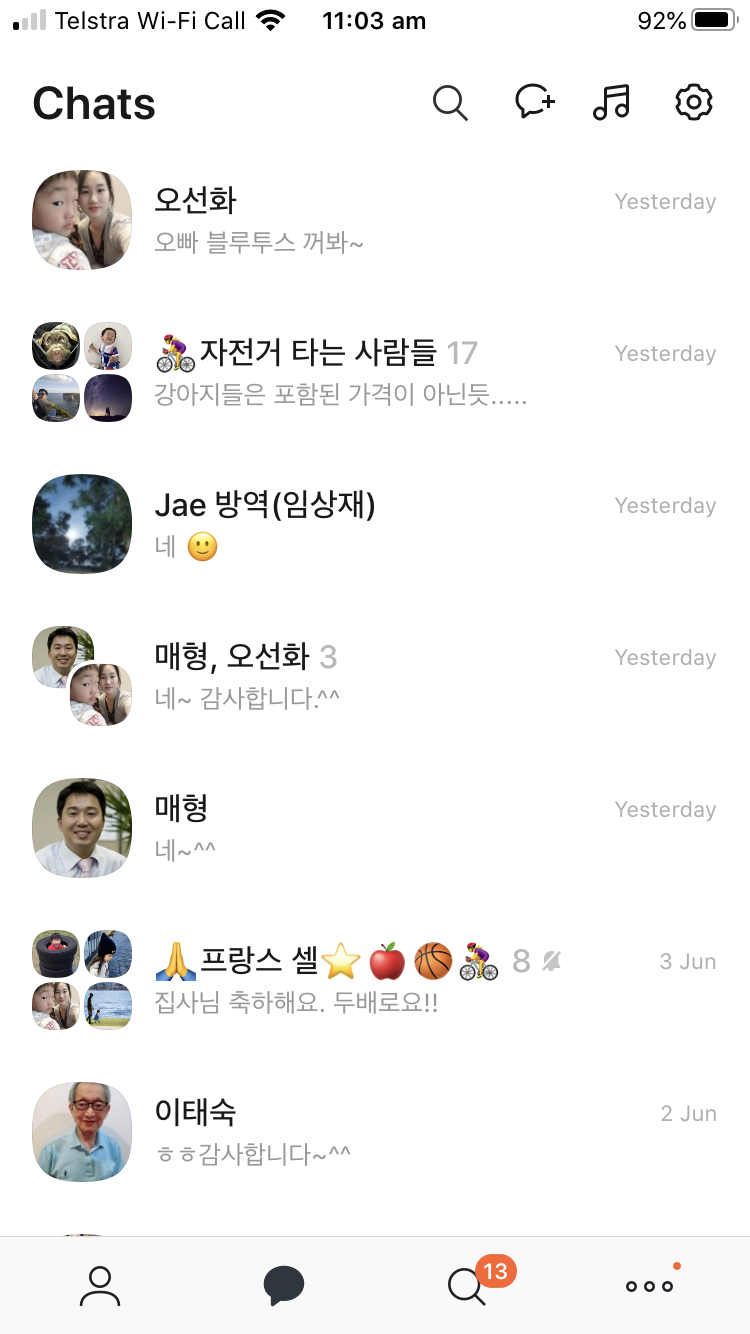 Telstra Wi-Fi Call 11:03 am 92%
Chats
오선화 Yesterday
오빠 블루투스 꺼봐~
🚴‍♀️자전거 타는 사람들 17 Yesterday
강아지들은 포함된 가격이 아닌듯.....
Jae 방역(임상재) Yesterday
네 🙂
매형, 오선화 3 Yesterday
네~ 감사합니다.^^
매형 Yesterday
네~^^
🙏프랑스 셀⭐🍎🏀🚴‍♀️ 8 3 Jun
집사님 축하해요. 두배로요!!
이태숙 2 Jun
ㅎㅎ감사합니다~^^
13